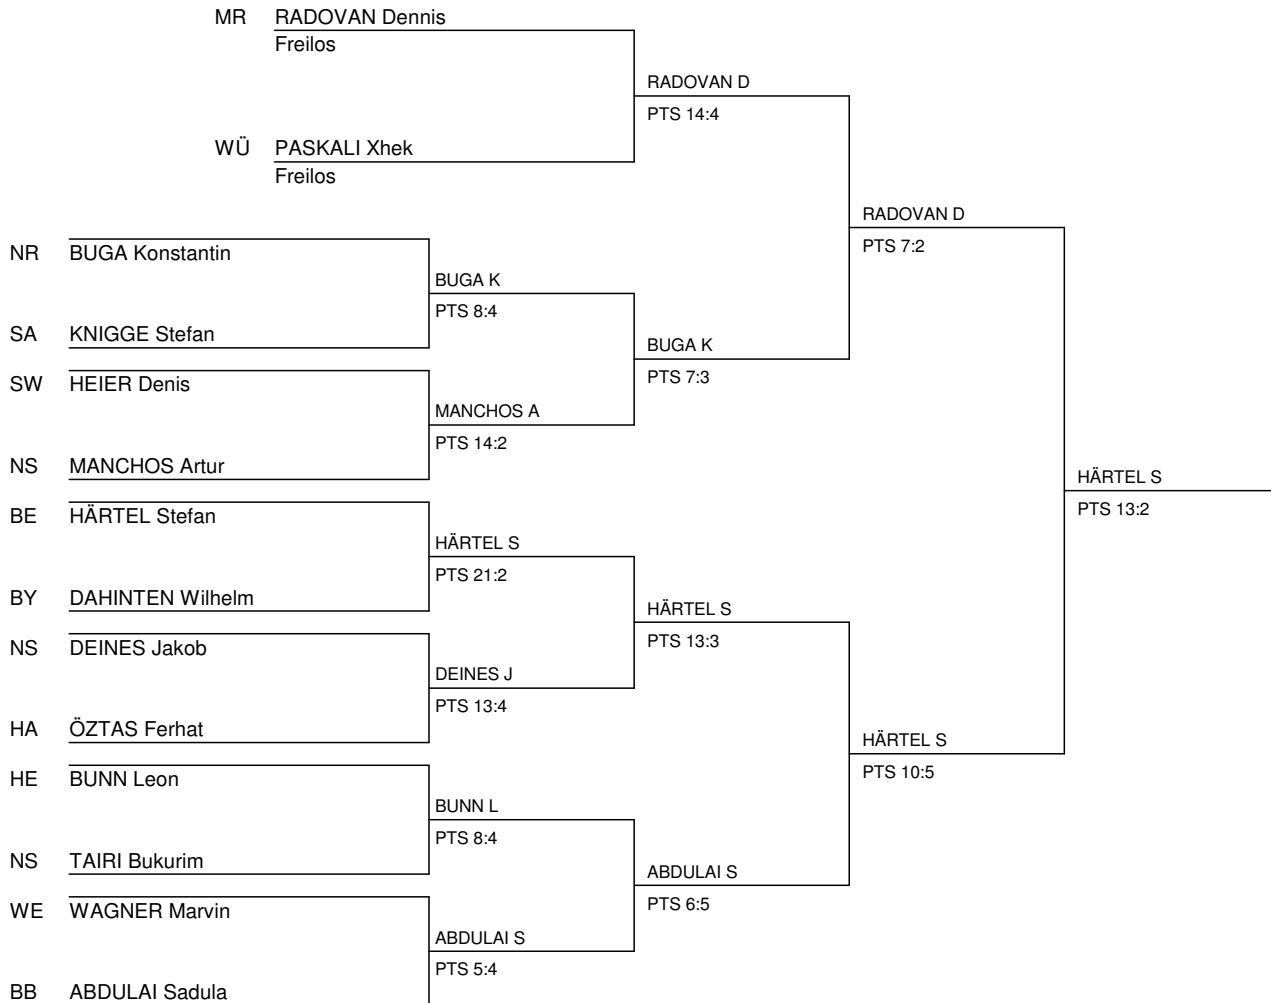 MR RADOVAN Dennis
Freilos
RADOVAN D
PTS 14:4
WÜ PASKALI Xhek
Freilos
RADOVAN D
PTS 7:2
NR BUGA Konstantin
BUGA K
PTS 8:4
SA KNIGGE Stefan
BUGA K
PTS 7:3
SW HEIER Denis
MANCHOS A
PTS 14:2
NS MANCHOS Artur
HÄRTEL S
PTS 13:2
BE HÄRTEL Stefan
HÄRTEL S
PTS 21:2
BY DAHINTEN Wilhelm
HÄRTEL S
PTS 13:3
NS DEINES Jakob
DEINES J
PTS 13:4
HA ÖZTAS Ferhat
HÄRTEL S
PTS 10:5
HE BUNN Leon
BUNN L
PTS 8:4
NS TAIRI Bukurim
ABDULAI S
PTS 6:5
WE WAGNER Marvin
ABDULAI S
PTS 5:4
BB ABDULAI Sadula